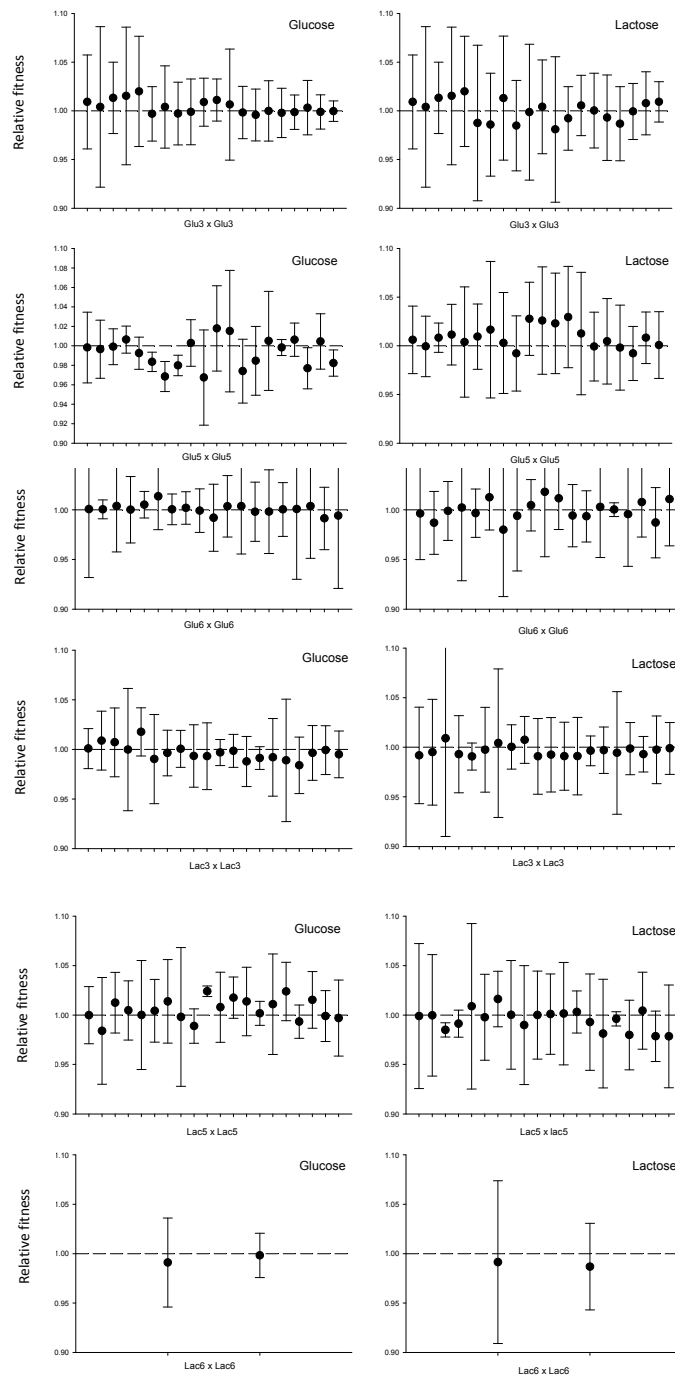 Glucose
Lactose
Relative fitness
1.10
1.05
1.00
0.95
0.90
1.10
1.05
1.00
0.95
0.90
Glu3 x Glu3
Glu3 x Glu3
Glucose
Lactose
Relative fitness
1.10
1.08
1.06
1.04
1.02
1.00
0.98
0.96
0.94
0.92
0.90
1.10
1.05
1.00
0.95
0.90
Glu5 x Glu5
Glu5 x Glu5
Relative fitness
1.00
0.95
0.90
1.00
0.95
0.90
Glu6 x Glu6
Glu6 x Glu6
Glucose
Lactose
Relative fitness
1.10
1.05
1.00
0.95
0.90
1.10
1.05
1.00
0.95
0.90
Lac3 x Lac3
Lac3 x Lac3
Glucose
Lactose
Relative fitness
1.10
1.05
1.00
0.95
0.90
1.10
1.05
1.00
0.95
0.90
Lac5 x Lac5
Lac5 x lac5
Glucose
Lactose
Relative fitness
1.10
1.05
1.00
0.95
0.90
1.10
1.05
1.00
0.95
0.90
Lac6 x Lac6
Lac6 x Lac6